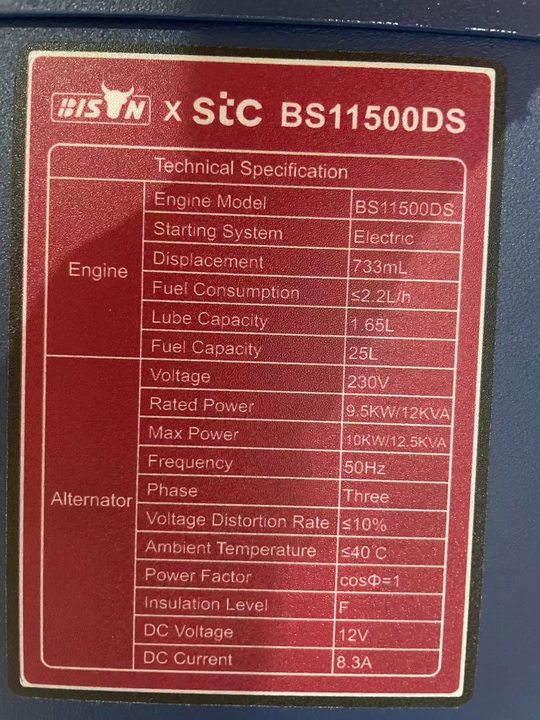 BISON x StC BS11500DS
Technical Specification
Engine
Engine Model BS11500DS
Starting System Electric
Displacement 733mL
Fuel Consumption ≤2.2L/h
Lube Capacity 1.65L
Fuel Capacity 25L
Alternator
Voltage 230V
Rated Power 9.5KW/12KVA
Max Power 10KW/12.5KVA
Frequency 50Hz
Phase Three
Voltage Distortion Rate ≤10%
Ambient Temperature ≤40℃
Power Factor cosΦ=1
Insulation Level F
DC Voltage 12V
DC Current 8.3A